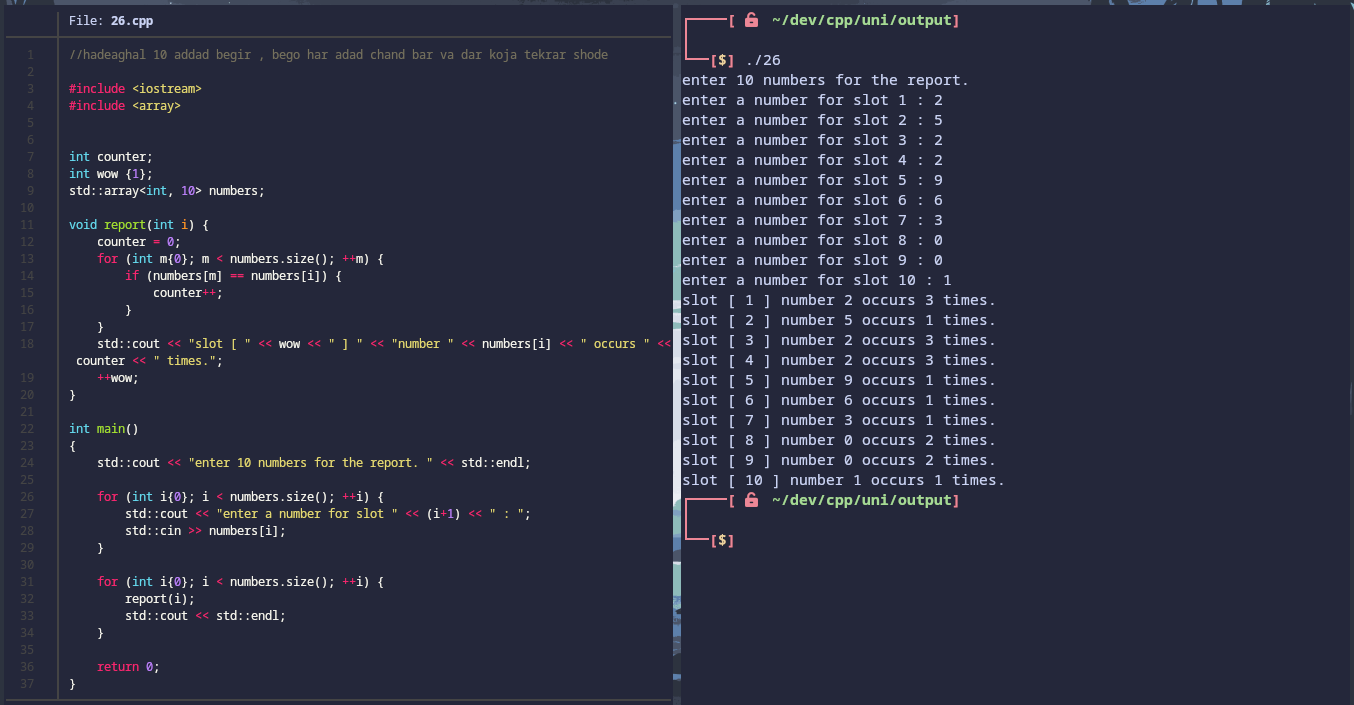 File: 26.cpp
1 //hadeaghal 10 addad begir , bego har adad chand bar va dar koja tekrar shode
2
3 #include <iostream>
4 #include <array>
5
6
7 int counter;
8 int wow {1};
9 std::array<int, 10> numbers;
10
11 void report(int i) {
12     counter = 0;
13     for (int m{0}; m < numbers.size(); ++m) {
14         if (numbers[m] == numbers[i]) {
15             counter++;
16         }
17     }
18     std::cout << "slot [ " << wow << " ] " << "number " << numbers[i] << " occurs " <<
 counter << " times.";
19     ++wow;
20 }
21
22 int main()
23 {
24     std::cout << "enter 10 numbers for the report. " << std::endl;
25
26     for (int i{0}; i < numbers.size(); ++i) {
27         std::cout << "enter a number for slot " << (i+1) << " : ";
28         std::cin >> numbers[i];
29     }
30
31     for (int i{0}; i < numbers.size(); ++i) {
32         report(i);
33         std::cout << std::endl;
34     }
35
36     return 0;
37 }
[ ~/dev/cpp/uni/output]
[$] ./26
enter 10 numbers for the report.
enter a number for slot 1 : 2
enter a number for slot 2 : 5
enter a number for slot 3 : 2
enter a number for slot 4 : 2
enter a number for slot 5 : 9
enter a number for slot 6 : 6
enter a number for slot 7 : 3
enter a number for slot 8 : 0
enter a number for slot 9 : 0
enter a number for slot 10 : 1
slot [ 1 ] number 2 occurs 3 times.
slot [ 2 ] number 5 occurs 1 times.
slot [ 3 ] number 2 occurs 3 times.
slot [ 4 ] number 2 occurs 3 times.
slot [ 5 ] number 9 occurs 1 times.
slot [ 6 ] number 6 occurs 1 times.
slot [ 7 ] number 3 occurs 1 times.
slot [ 8 ] number 0 occurs 2 times.
slot [ 9 ] number 0 occurs 2 times.
slot [ 10 ] number 1 occurs 1 times.
[ ~/dev/cpp/uni/output]
[$]